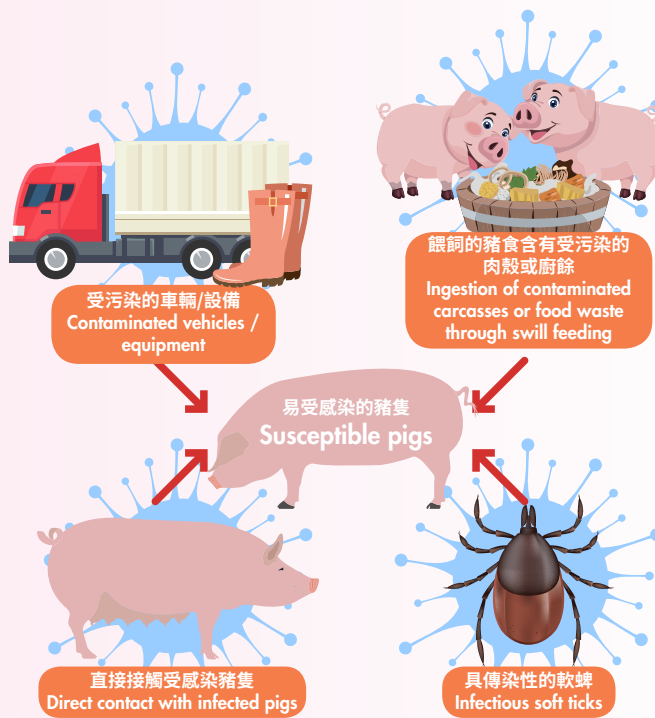 受污染的車輛/設備
Contaminated vehicles /
equipment
餵飼的豬食含有受污染的
肉殼或廚餘
Ingestion of contaminated
carcasses or food waste
through swill feeding
易受感染的豬隻
Susceptible pigs
直接接觸受感染豬隻
Direct contact with infected pigs
具傳染性的軟蜱
Infectious soft ticks